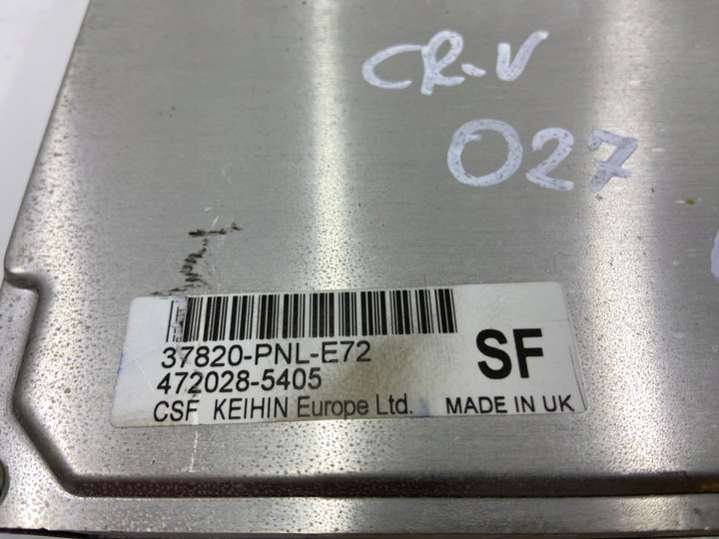 CR-V
027
37820-PNL-E72
472028-5405
SF
CSF KEIHIN Europe Ltd. MADE IN UK